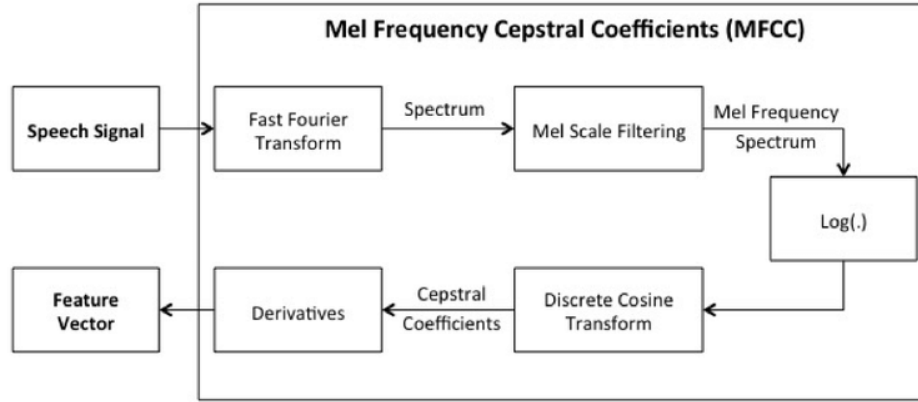 Mel Frequency Cepstral Coefficients (MFCC)
Speech Signal
Fast Fourier
Transform
Spectrum
Mel Scale Filtering
Mel Frequency
Spectrum
Log(.)
Discrete Cosine
Transform
Cepstral
Coefficients
Derivatives
Feature
Vector